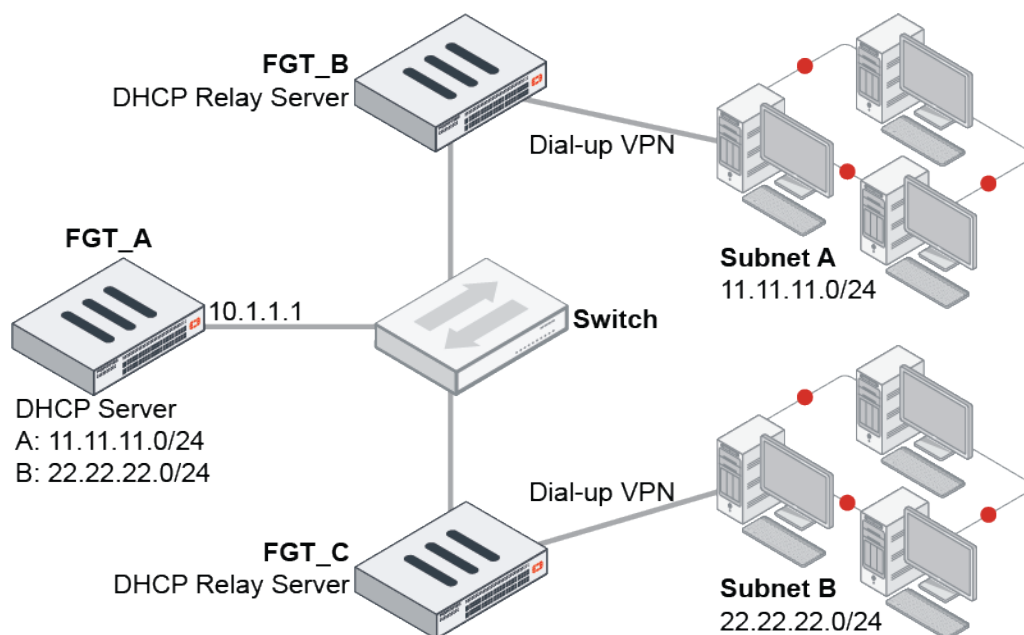 FGT_B
DHCP Relay Server
Dial-up VPN
Subnet A
11.11.11.0/24
FGT_A
10.1.1.1
Switch
DHCP Server
A: 11.11.11.0/24
B: 22.22.22.0/24
Dial-up VPN
FGT_C
DHCP Relay Server
Subnet B
22.22.22.0/24